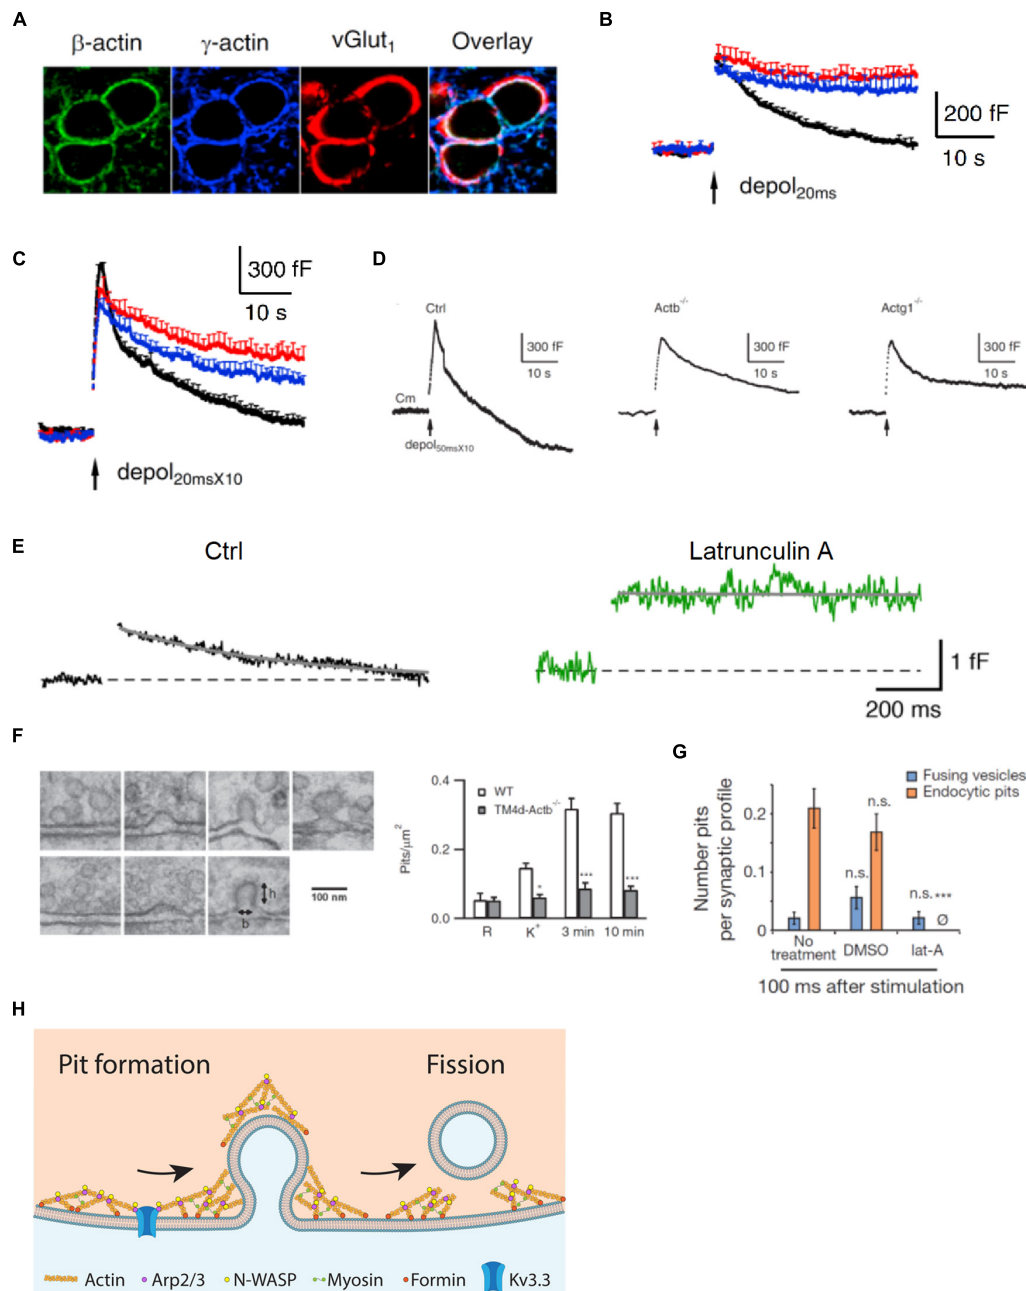 A
β-actin γ-actin vGlut1 Overlay
B
200 fF
10 s
depol20ms
C
300 fF
10 s
depol20msX10
D
Ctrl
300 fF
10 s
Cm
depol50msX10
Actb-/-
300 fF
10 s
Actg1-/-
300 fF
10 s
E
Ctrl
Latrunculin A
1 fF
200 ms
F
h
b
100 nm
Pits/μm2
0.4
0.2
0.0
WT
TM4d-Actb-/-
*
***
***
R K+ 3 min 10 min
G
Fusing vesicles
Endocytic pits
Number pits
per synaptic profile
0.2
0.1
0
n.s.
n.s.
n.s. ***
Ø
No treatment DMSO lat-A
100 ms after stimulation
H
Pit formation
Fission
Actin Arp2/3 N-WASP Myosin Formin Kv3.3